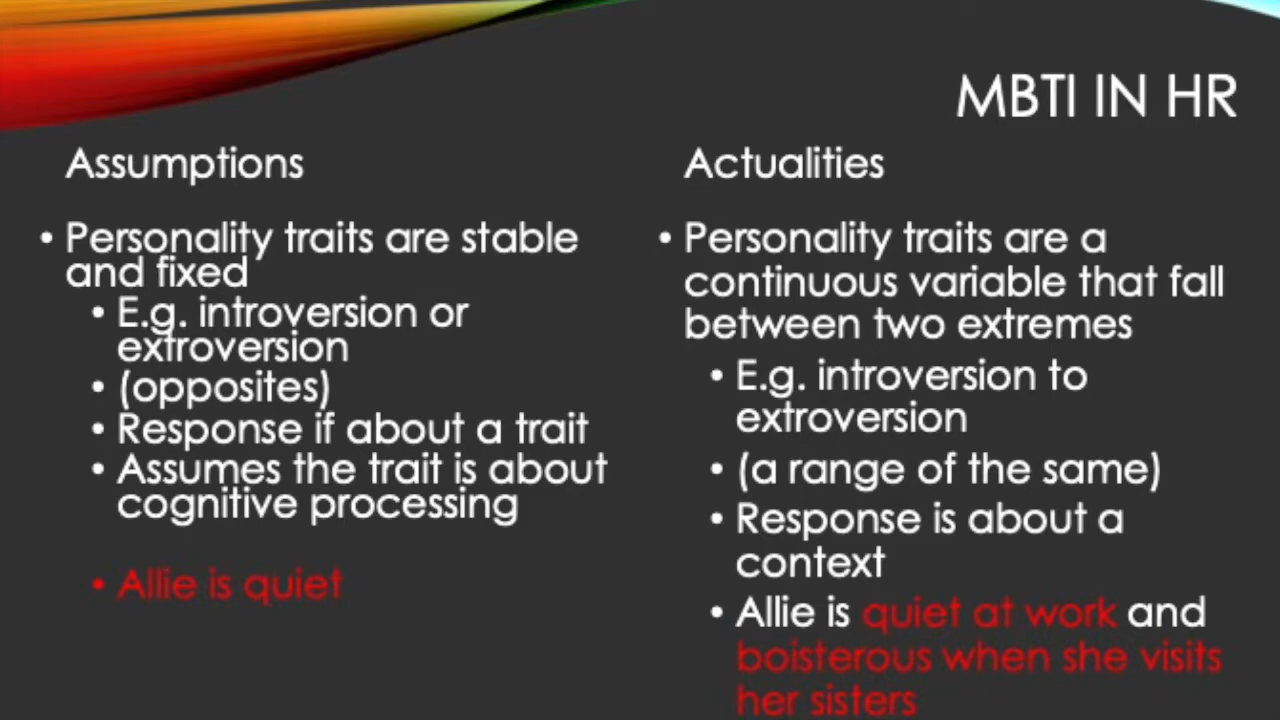 MBTI IN HR
Assumptions
• Personality traits are stable
and fixed
• E.g. introversion or
extroversion
• (opposites)
• Response if about a trait
• Assumes the trait is about
cognitive processing
• Allie is quiet
Actualities
• Personality traits are a
continuous variable that fall
between two extremes
• E.g. introversion to
extroversion
• (a range of the same)
• Response is about a
context
• Allie is quiet at work and
boisterous when she visits
her sisters